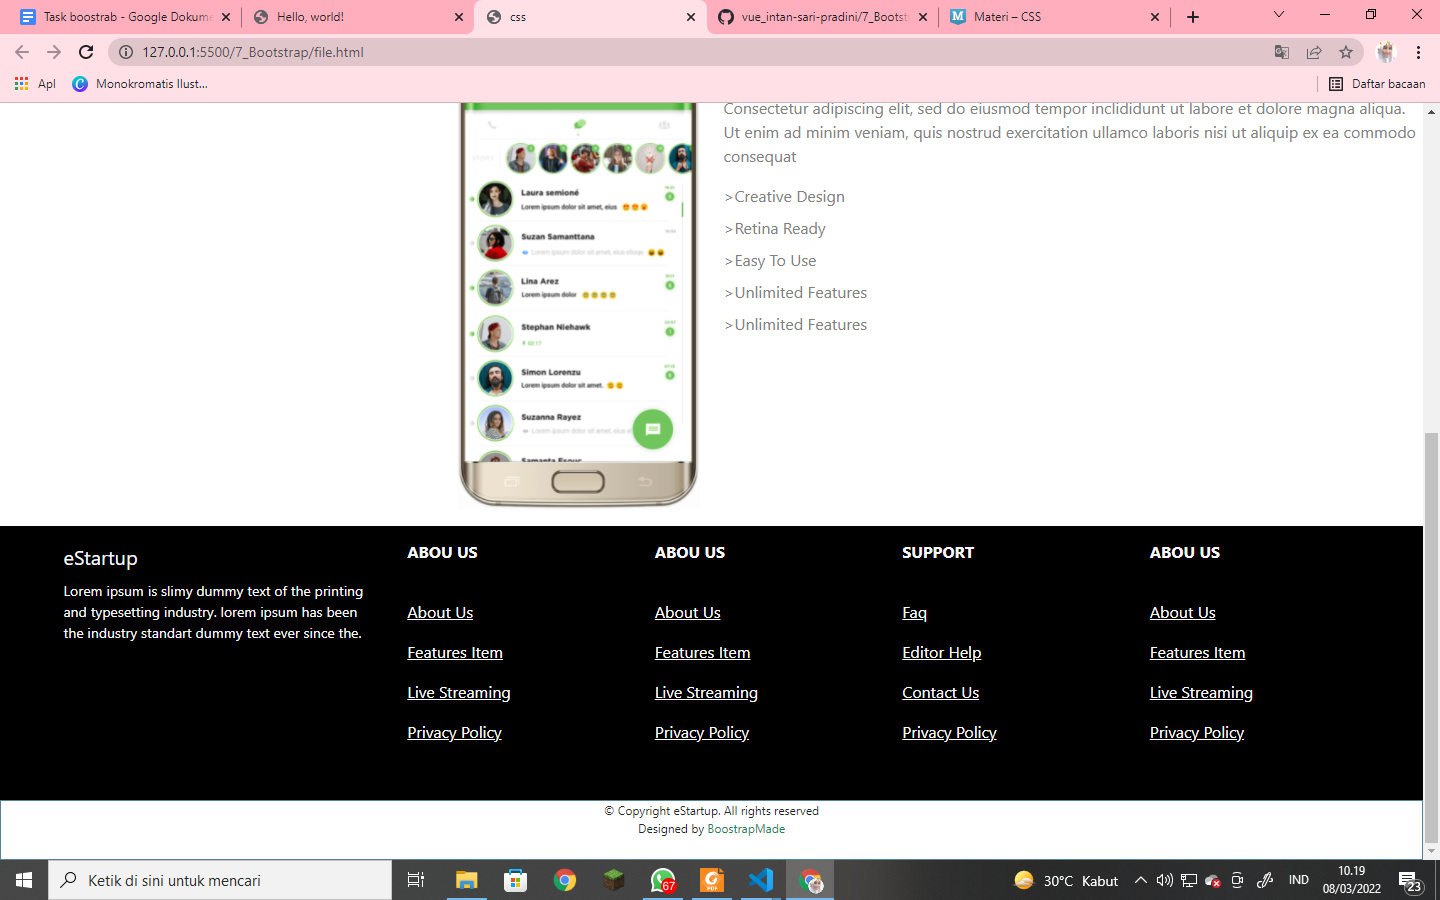 Task boostrab - Google Dokume
Hello, world!
css
vue_intan-sari-pradini/7_Bootst
Materi – CSS
127.0.0.1:5500/7_Bootstrap/file.html
Apl
Monokromatis Ilust...
Daftar bacaan
Consectetur adipiscing elit, sed do eiusmod tempor inclididunt ut labore et dolore magna aliqua.
Ut enim ad minim veniam, quis nostrud exercitation ullamco laboris nisi ut aliquip ex ea commodo
consequat
>Creative Design
>Retina Ready
>Easy To Use
>Unlimited Features
>Unlimited Features
Laura semioné
Lorem ipsum dolor sit amet, eius
Suzan Samanttana
Lorem ipsum dolor sit amet, eius
Lina Arez
Lorem ipsum dolor
Stephan Niehawk
02:17
Simon Lorenzu
Lorem ipsum dolor sit amet.
Suzanna Rayez
Lorem ipsum dolor sit amet, eius
Samanta
eStartup
Lorem ipsum is slimy dummy text of the printing
and typesetting industry. lorem ipsum has been
the industry standart dummy text ever since the.
ABOU US
About Us
Features Item
Live Streaming
Privacy Policy
ABOU US
About Us
Features Item
Live Streaming
Privacy Policy
SUPPORT
Faq
Editor Help
Contact Us
Privacy Policy
ABOU US
About Us
Features Item
Live Streaming
Privacy Policy
© Copyright eStartup. All rights reserved
Designed by BoostrapMade
Ketik di sini untuk mencari
67
30°C Kabut
IND
10.19
08/03/2022
23